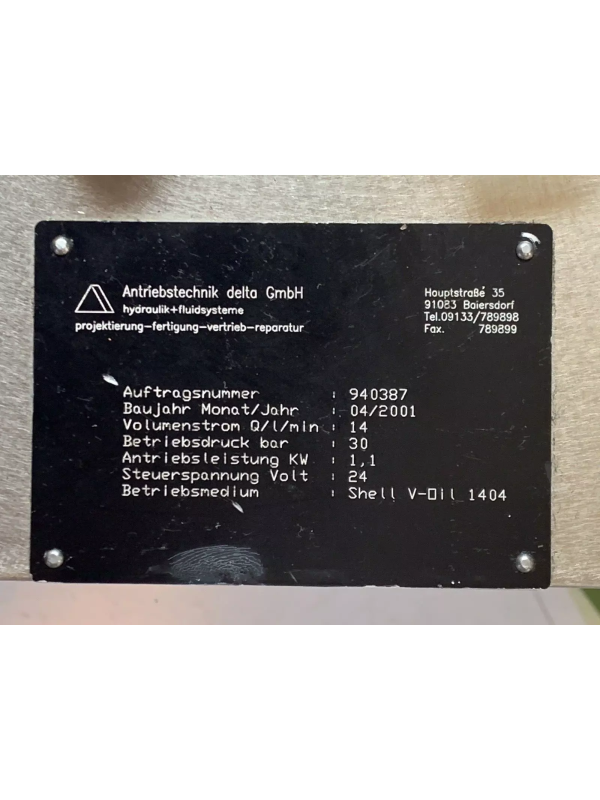 Antriebstechnik delta GmbH
hydraulik+fluidsysteme
projektierung-fertigung-vertrieb-reparatur
Hauptstraße 35
91083 Baiersdorf
Tel.09133/789898
Fax. 789899
Auftragsnummer : 940387
Baujahr Monat/Jahr : 04/2001
Volumenstrom Q/l/min : 14
Betriebsdruck bar : 30
Antriebsleistung KW : 1,1
Steuerspannung Volt : 24
Betriebsmedium : Shell V-Oil 1404